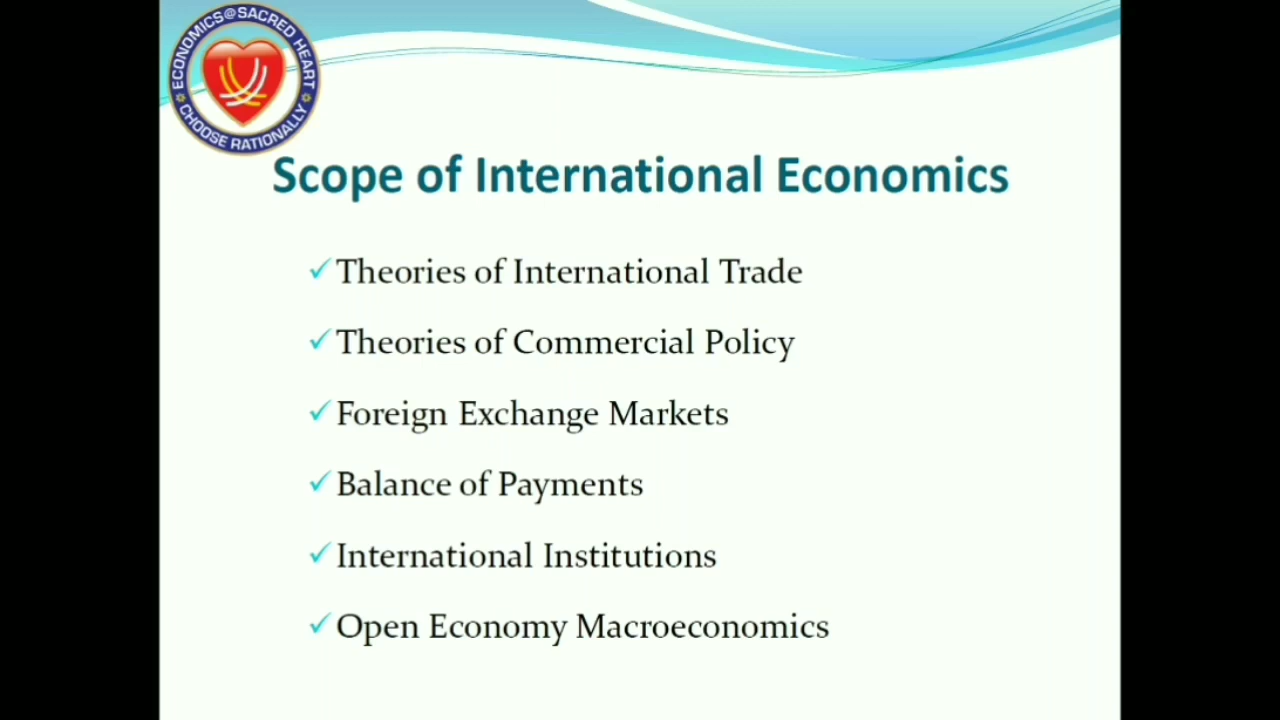 ECONOMICS@SACRED HEART
CHOOSE RATIONALLY
Scope of International Economics
Theories of International Trade
Theories of Commercial Policy
Foreign Exchange Markets
Balance of Payments
International Institutions
Open Economy Macroeconomics